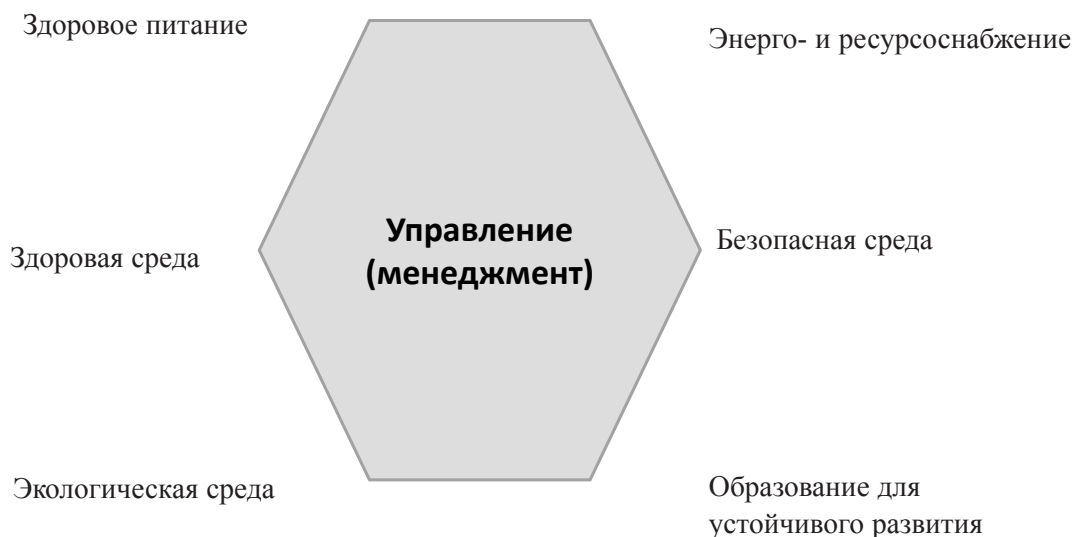 Здоровое питание
Энерго- и ресурсоснабжение
Управление
(менеджмент)
Здоровая среда
Безопасная среда
Экологическая среда
Образование для
устойчивого развития